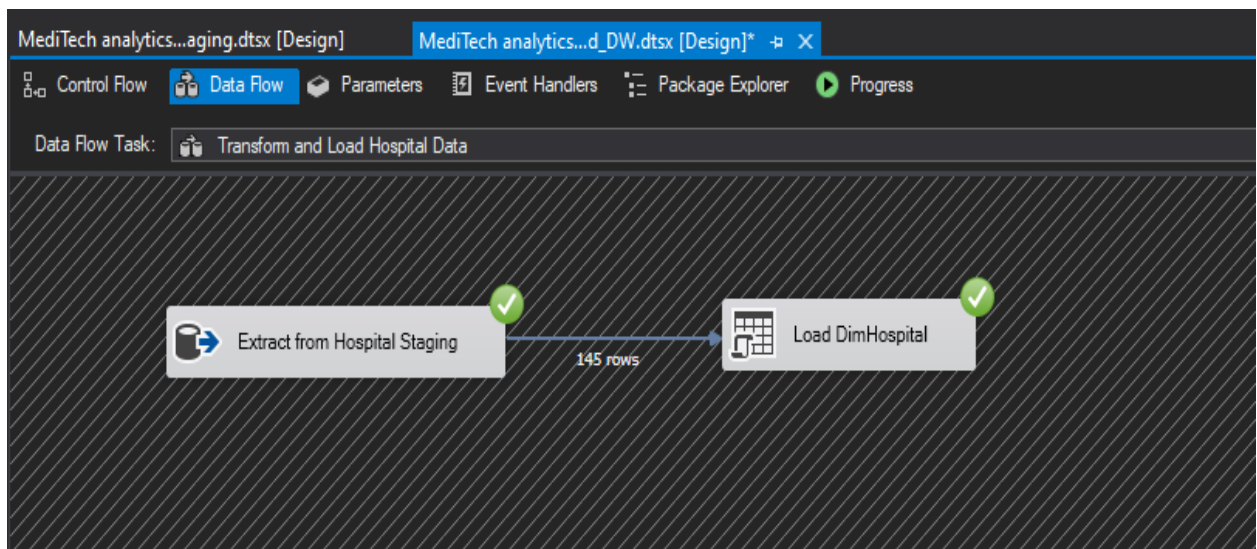 MediTech analytics...aging.dtsx [Design] MediTech analytics...d_DW.dtsx [Design]*
Control Flow Data Flow Parameters Event Handlers Package Explorer Progress
Data Flow Task: Transform and Load Hospital Data
Extract from Hospital Staging
145 rows
Load DimHospital